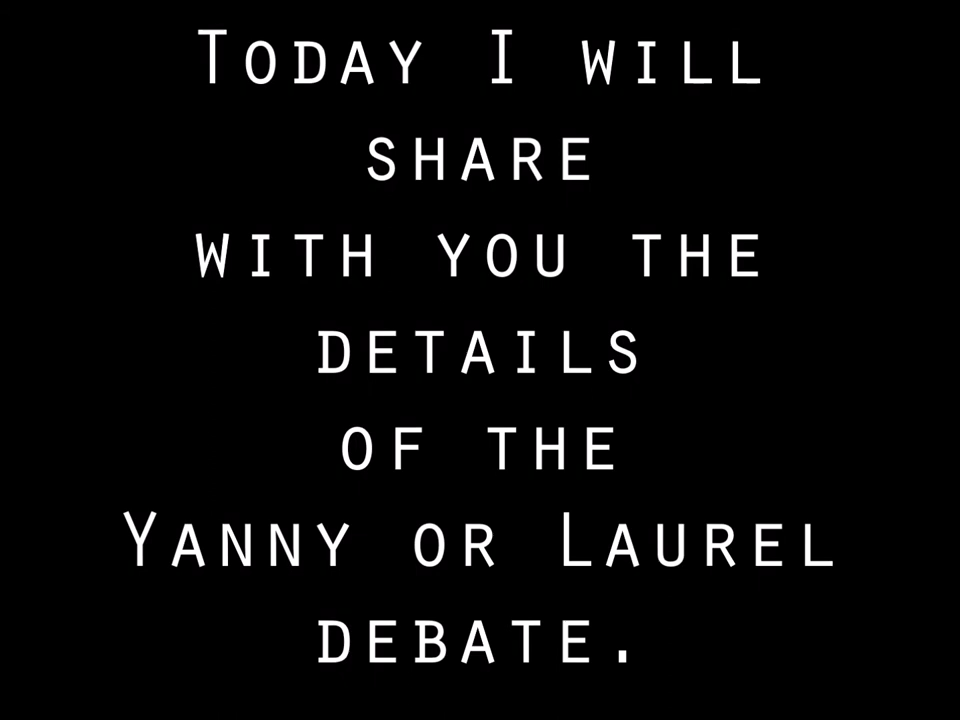 Today I will
share
with you the
details
of the
Yanny or Laurel
debate.